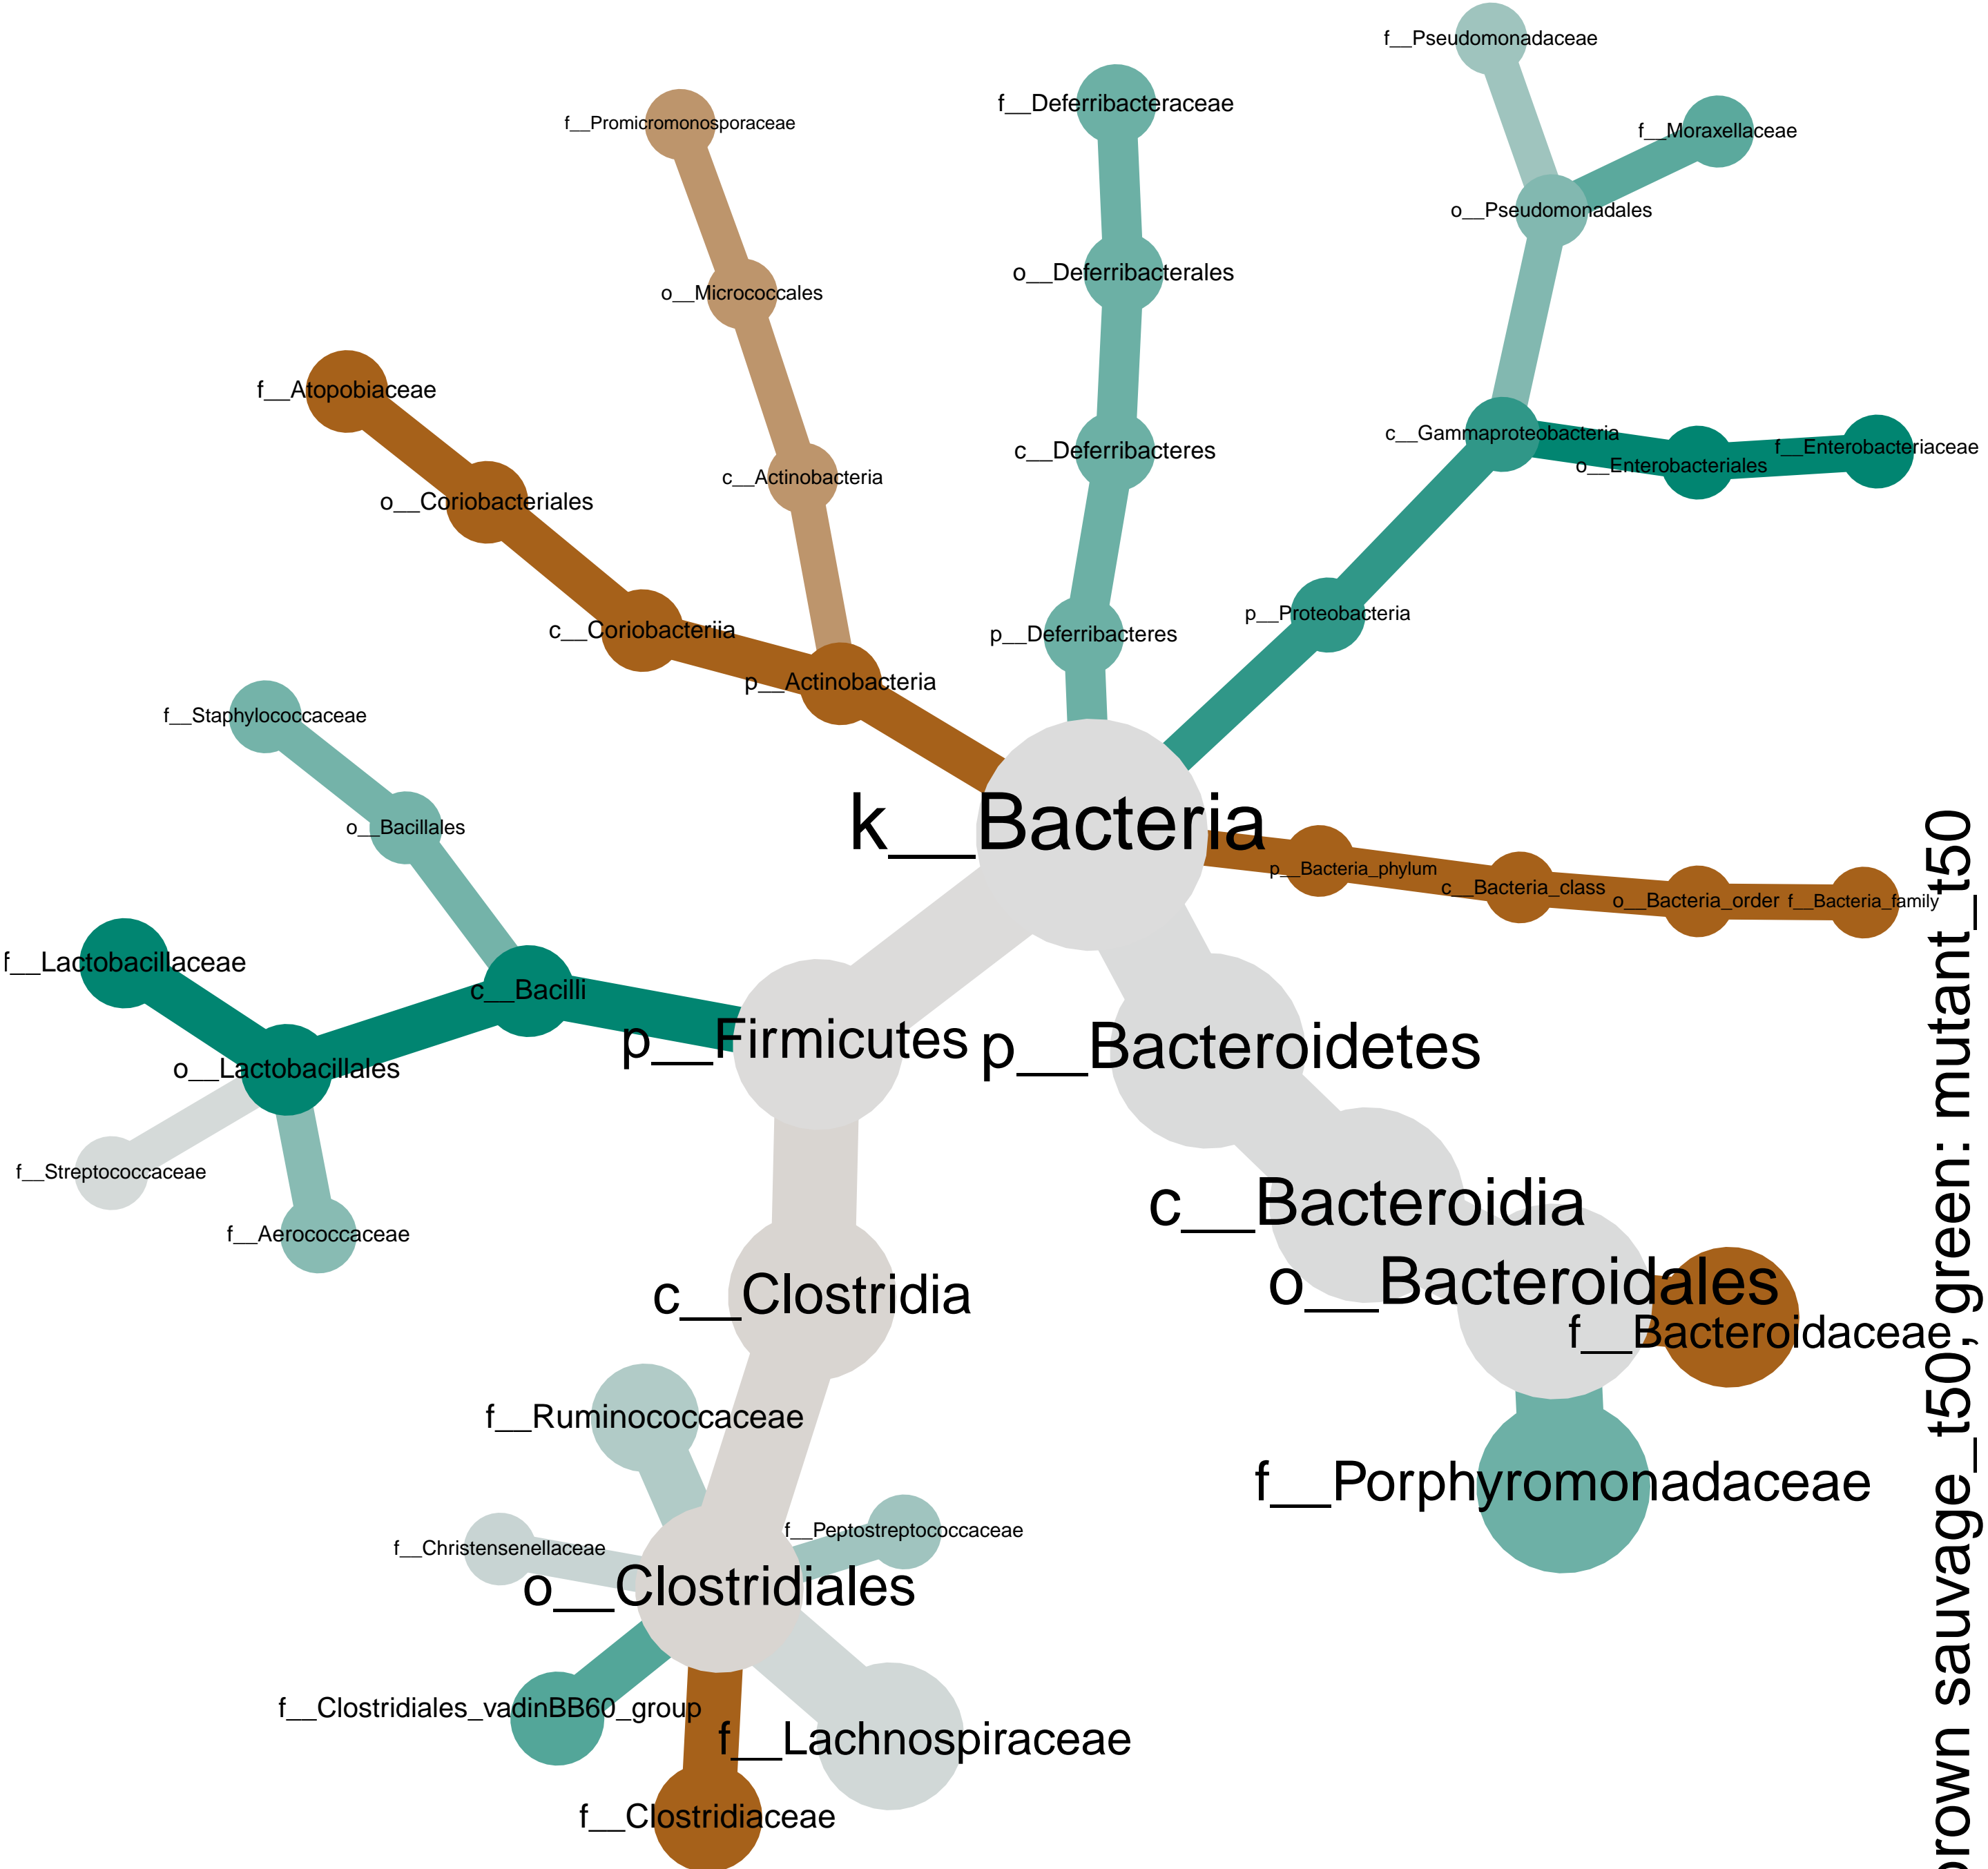 f__Pseudomonadaceae
f__Deferribacteraceae
f__Promicromonosporaceae
f__Moraxellaceae
o__Pseudomonadales
o__Deferribacterales
o__Micrococcales
f__Atopobiaceae
c__Gammaproteobacteria
f__Enterobacteriaceae
c__Deferribacteres
o__Enterobacteriales
c__Actinobacteria
o__Coriobacteriales
p__Proteobacteria
c__Coriobacteriia
p__Deferribacteres
p__Actinobacteria
f__Staphylococcaceae
k__Bacteria
o__Bacillales
p__Bacteria_phylum
c__Bacteria_class
o__Bacteria_order
f__Bacteria_family
f__Lactobacillaceae
c__Bacilli
p__Firmicutes
p__Bacteroidetes
o__Lactobacillales
f__Streptococcaceae
c__Bacteroidia
f__Aerococcaceae
o__Bacteroidales
c__Clostridia
f__Bacteroidaceae
f__Ruminococcaceae
f__Porphyromonadaceae
f__Peptostreptococcaceae
f__Christensenellaceae
o__Clostridiales
f__Clostridiales_vadinBB60_group
f__Lachnospiraceae
f__Clostridiaceae
brown sauvage_t50, green: mutant_t50